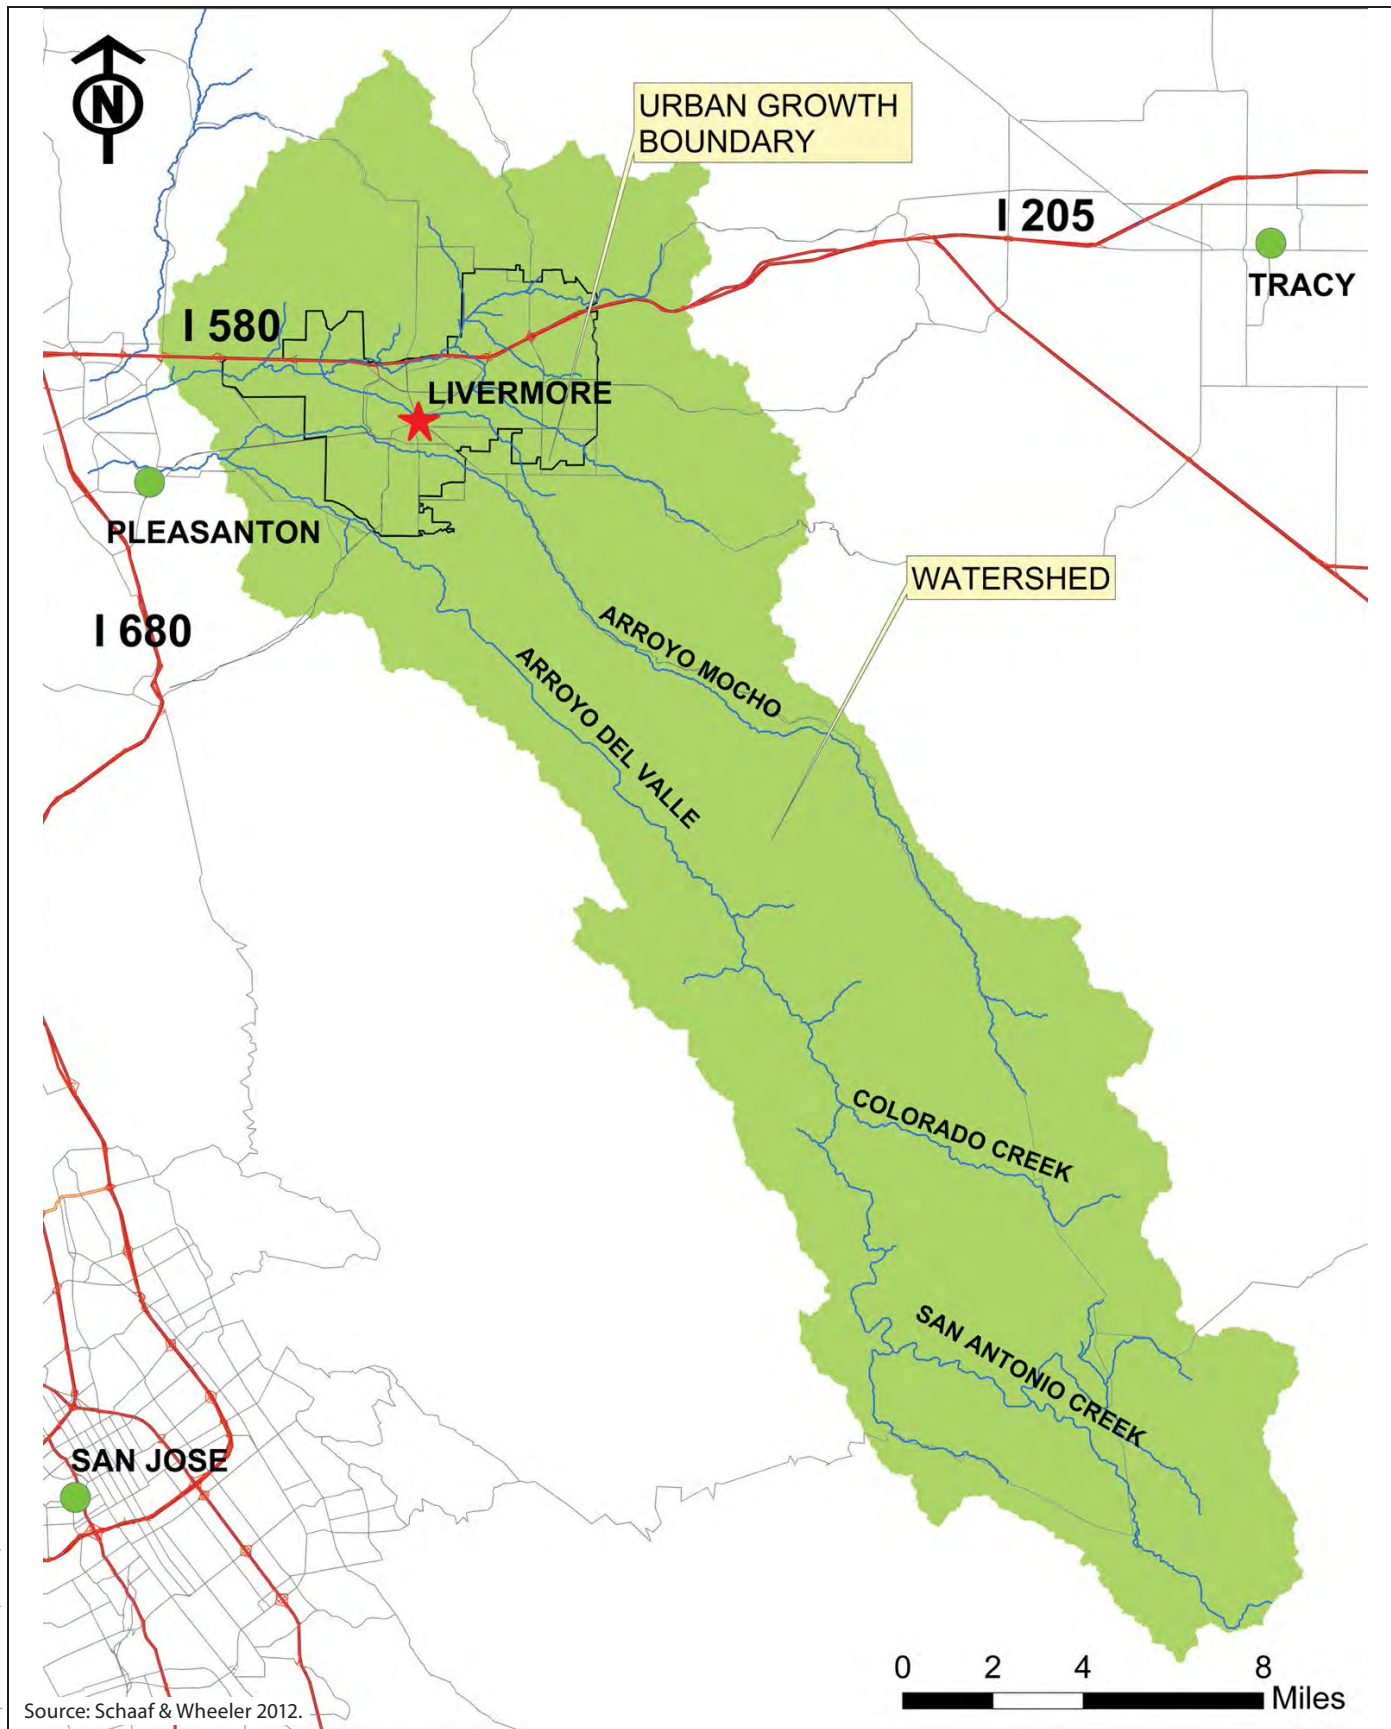 N
URBAN GROWTH
BOUNDARY
I 205
TRACY
I 580
LIVERMORE
PLEASANTON
WATERSHED
I 680
ARROYO MOCHO
ARROYO DEL VALLE
COLORADO CREEK
SAN ANTONIO CREEK
SAN JOSE
0 2 4 8
Miles
Source: Schaaf & Wheeler 2012.